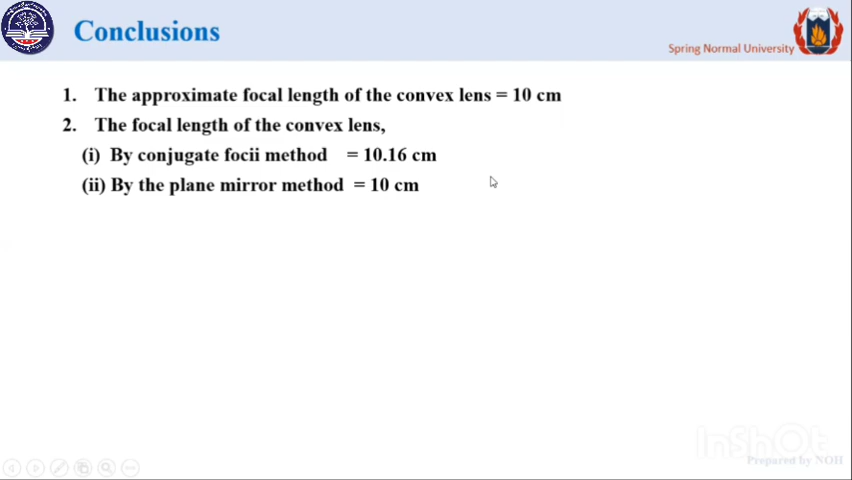 Conclusions
Spring Normal University
1. The approximate focal length of the convex lens = 10 cm
2. The focal length of the convex lens,
(i) By conjugate focii method = 10.16 cm
(ii) By the plane mirror method = 10 cm
InShOt
Prepared by NOH